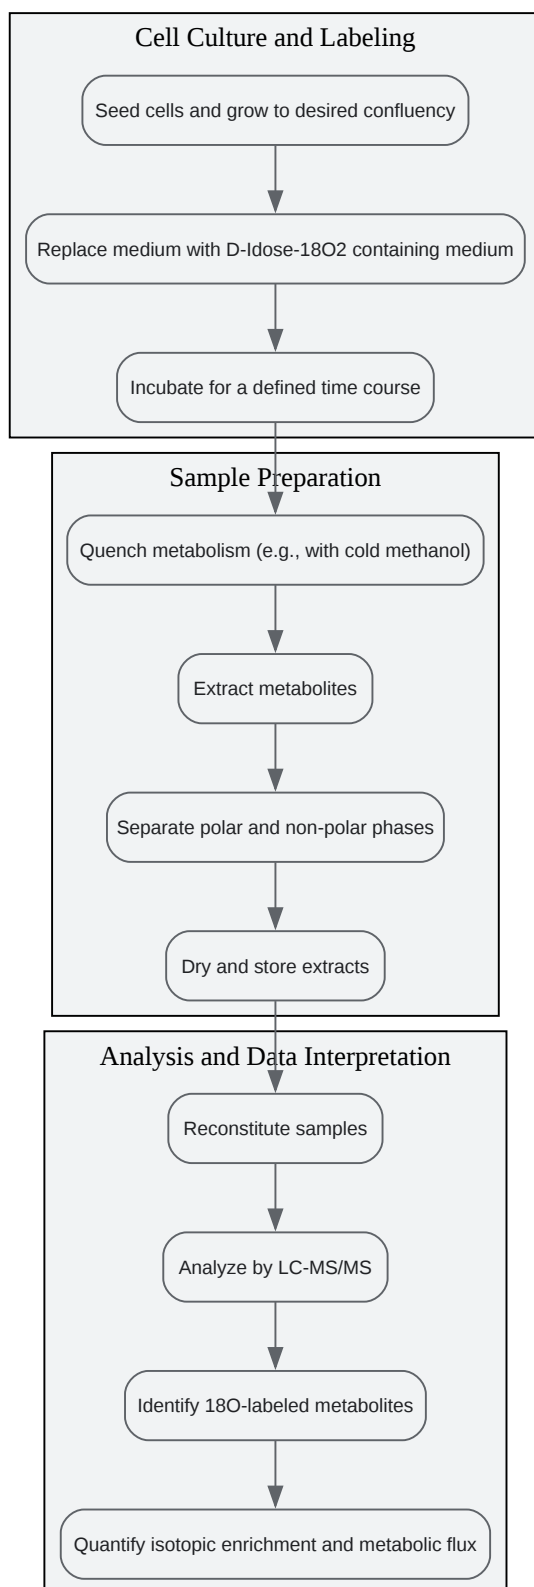 Cell Culture and Labeling
Seed cells and grow to desired confluency
Replace medium with D-Idose-18O2 containing medium
Incubate for a defined time course
Sample Preparation
Quench metabolism (e.g., with cold methanol)
Extract metabolites
Separate polar and non-polar phases
Dry and store extracts
Analysis and Data Interpretation
Reconstitute samples
Analyze by LC-MS/MS
Identify 18O-labeled metabolites
Quantify isotopic enrichment and metabolic flux